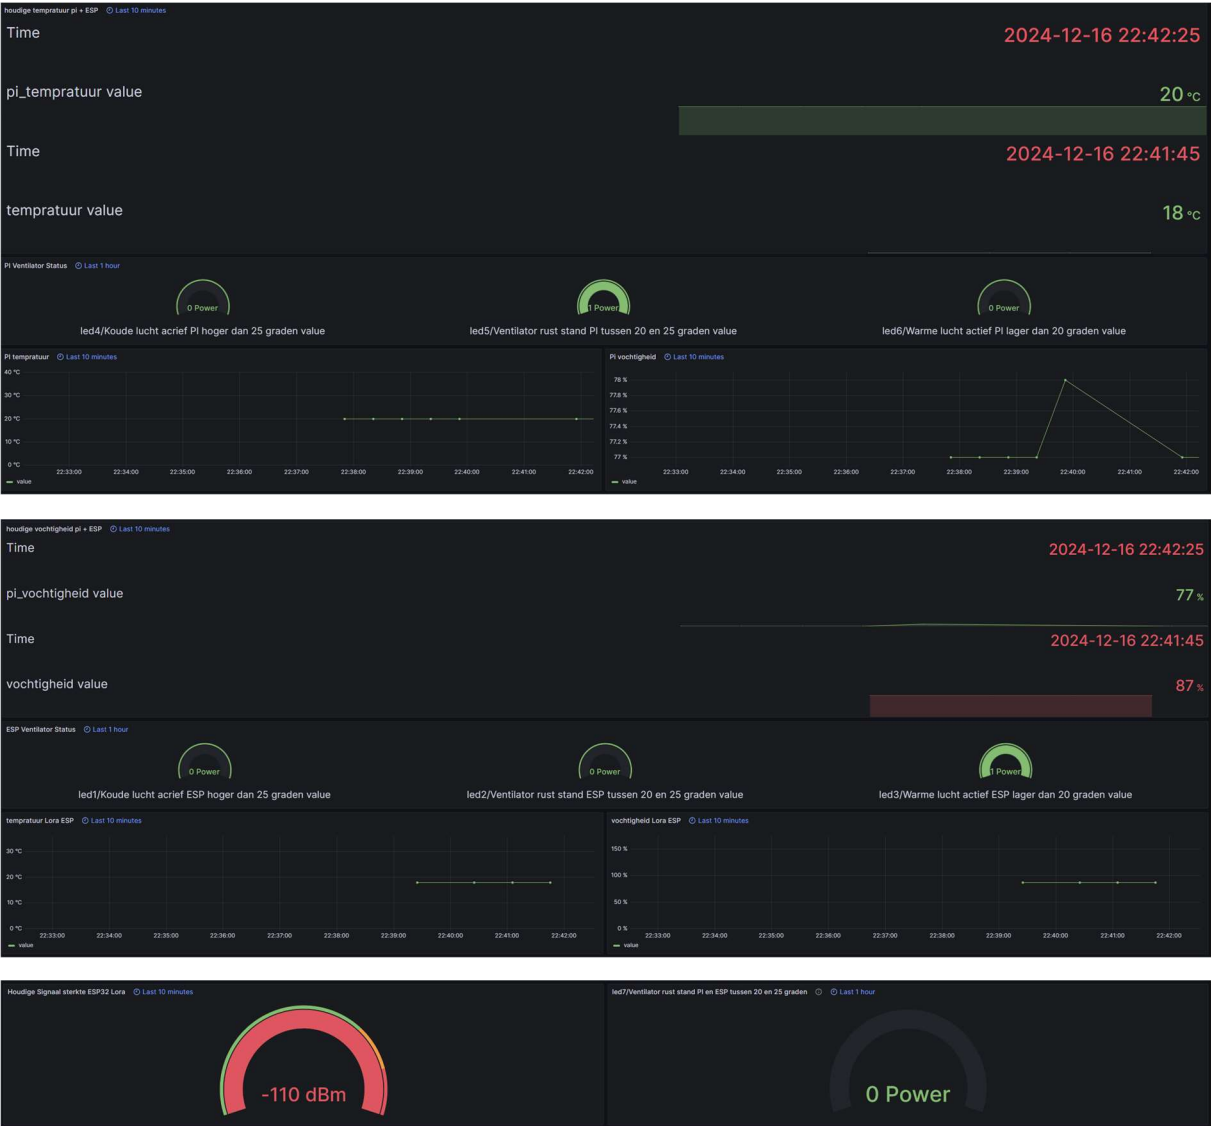 houdige tempratuur pi + ESP Last 10 minutes
Time
2024-12-16 22:42:25
pi_tempratuur value
20 °C
Time
2024-12-16 22:41:45
tempratuur value
18 °C
PI Ventilator Status Last 1 hour
0 Power
1 Power
0 Power
led4/Koude lucht acrief PI hoger dan 25 graden value
led5/Ventilator rust stand PI tussen 20 en 25 graden value
led6/Warme lucht actief PI lager dan 20 graden value
PI tempratuur Last 10 minutes
40 °C
30 °C
20 °C
10 °C
0 °C
22:33:00 22:34:00 22:35:00 22:36:00 22:37:00 22:38:00 22:39:00 22:40:00 22:41:00 22:42:00
value
PI vochtigheid Last 10 minutes
78 %
77.8 %
77.6 %
77.4 %
77.2 %
77 %
22:33:00 22:34:00 22:35:00 22:36:00 22:37:00 22:38:00 22:39:00 22:40:00 22:41:00 22:42:00
value
houdige vochtigheid pi + ESP Last 10 minutes
Time
2024-12-16 22:42:25
pi_vochtigheid value
77 %
Time
2024-12-16 22:41:45
vochtigheid value
87 %
ESP Ventilator Status Last 1 hour
0 Power
0 Power
1 Power
led1/Koude lucht acrief ESP hoger dan 25 graden value
led2/Ventilator rust stand ESP tussen 20 en 25 graden value
led3/Warme lucht actief ESP lager dan 20 graden value
tempratuur Lora ESP Last 10 minutes
30 °C
20 °C
10 °C
0 °C
22:33:00 22:34:00 22:35:00 22:36:00 22:37:00 22:38:00 22:39:00 22:40:00 22:41:00 22:42:00
value
vochtigheid Lora ESP Last 10 minutes
150 %
100 %
50 %
0 %
22:33:00 22:34:00 22:35:00 22:36:00 22:37:00 22:38:00 22:39:00 22:40:00 22:41:00 22:42:00
value
Houdige Signaal sterkte ESP32 Lora Last 10 minutes
-110 dBm
led7/Ventilator rust stand PI en ESP tussen 20 en 25 graden Last 1 hour
0 Power